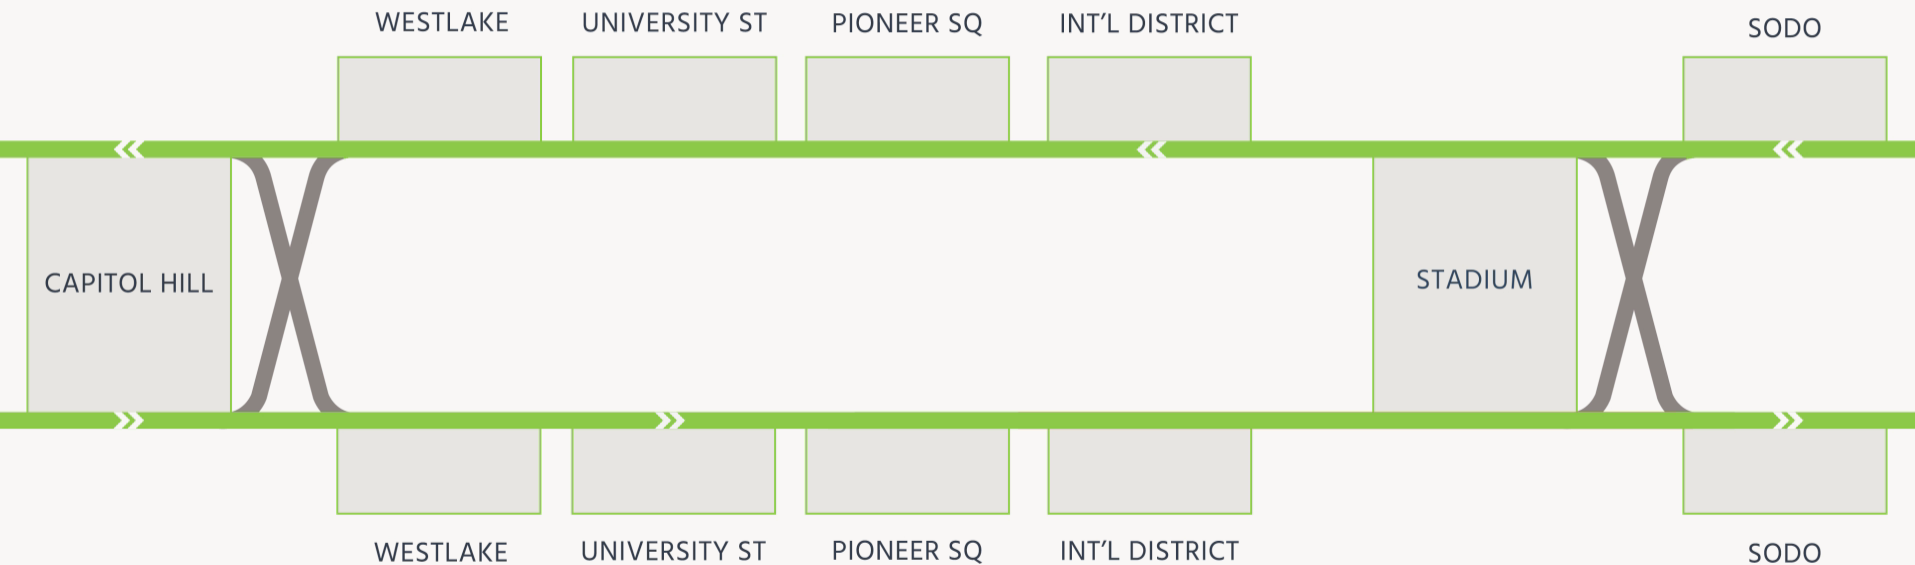 WESTLAKE
UNIVERSITY ST
PIONEER SQ
INT’L DISTRICT
SODO
CAPITOL HILL
STADIUM
WESTLAKE
UNIVERSITY ST
PIONEER SQ
INT’L DISTRICT
SODO